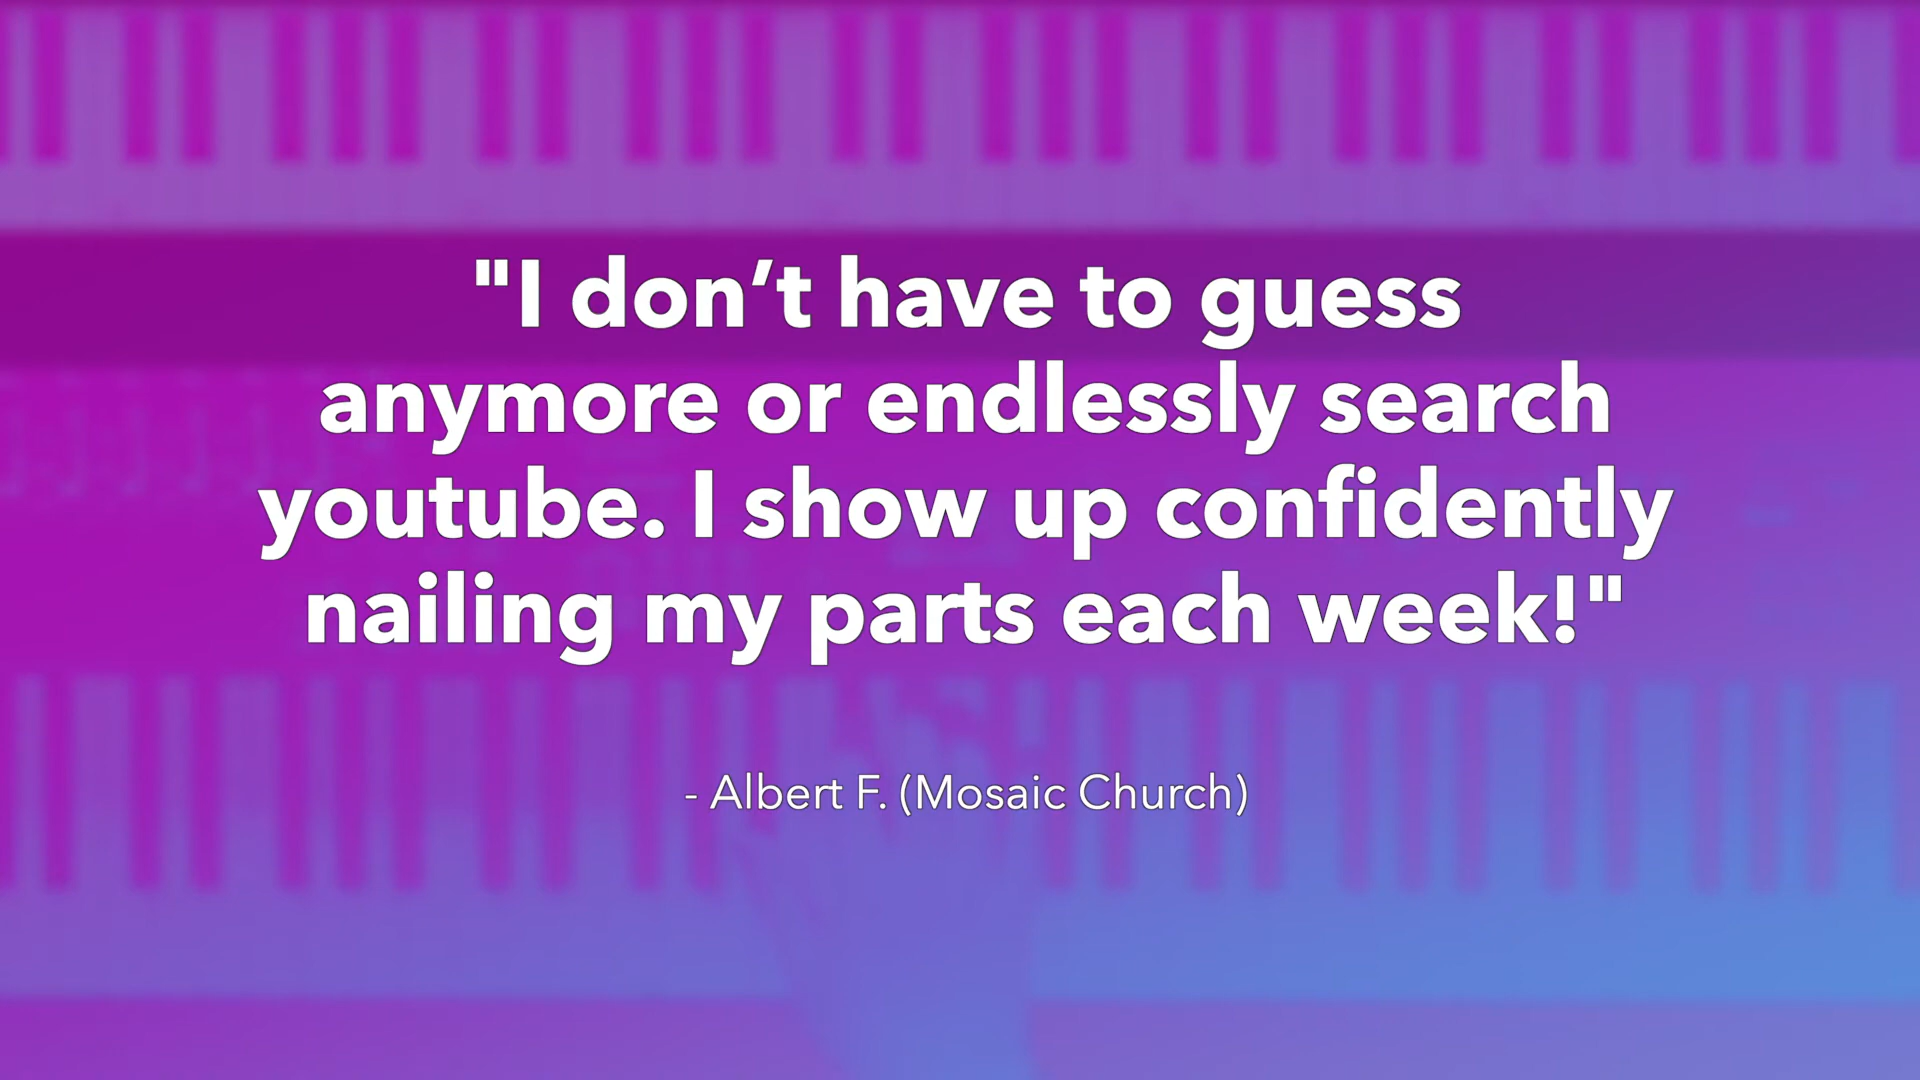 "I don’t have to guess
anymore or endlessly search
youtube. I show up confidently
nailing my parts each week!"
- Albert F. (Mosaic Church)